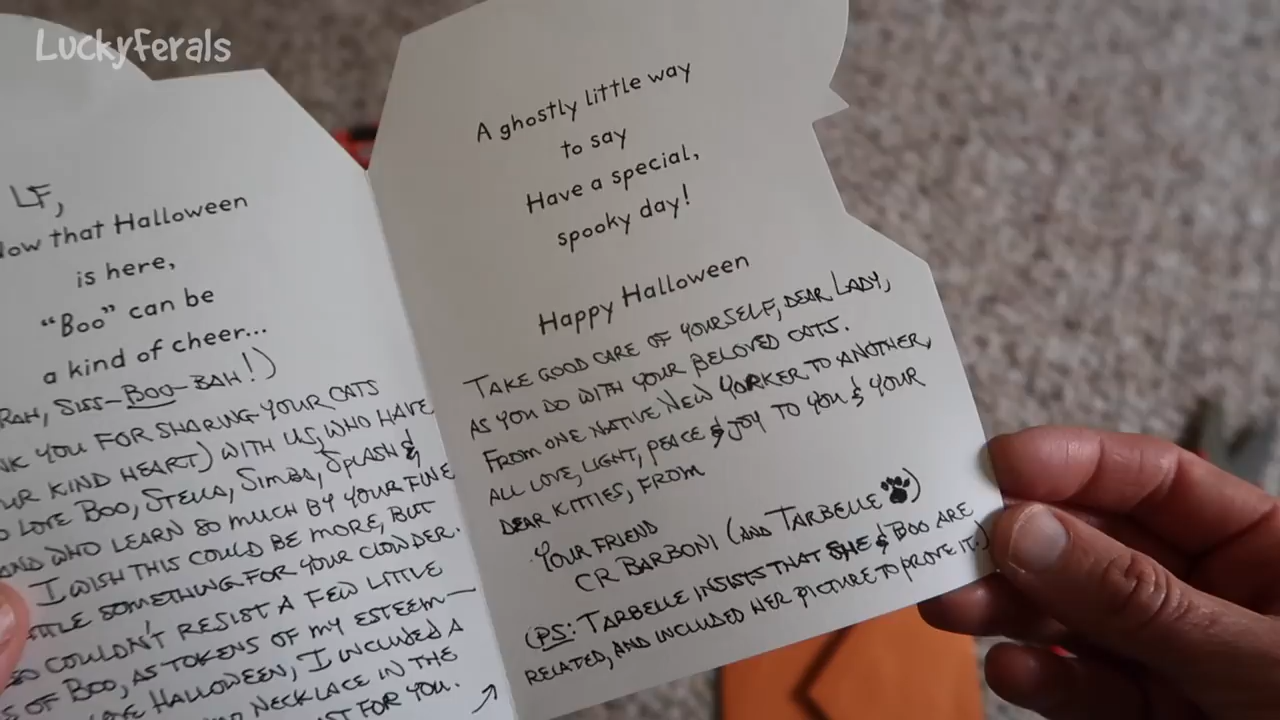 LuckyFerals
LF,
Now that Halloween
is here,
"Boo" can be
a kind of cheer...
RAH, SISS-BOO-BAH!)
YOU FOR SHARING YOUR CATS
KIND HEART) WITH US, WHO HAVE
LOVE BOO, STELLA, SIMBA, SPLASH &
AND WHO LEARN SO MUCH BY YOUR FINE
I WISH THIS COULD BE MORE, BUT
SOMETHING FOR YOUR CLOWDER.
COULDN'T RESIST A FEW LITTLE
OF BOO, AS TOKENS OF MY ESTEEM—
HALLOWEEN, I INCLUDED A
NECKLACE IN THE
FOR YOU.
A ghostly little way
to say
Have a special,
spooky day!
Happy Halloween
TAKE GOOD CARE OF YOURSELF, DEAR LADY,
AS YOU DO WITH YOUR BELOVED CATS.
FROM ONE NATIVE NEW YORKER TO ANOTHER,
ALL LOVE, LIGHT, PEACE & JOY TO YOU & YOUR
DEAR KITTIES, FROM
YOUR FRIEND
CR BARBONI (AND TARBELLE)
(PS: TARBELLE INSISTS THAT SHE & BOO ARE
RELATED, AND INCLUDED HER PICTURE TO PROVE IT.)